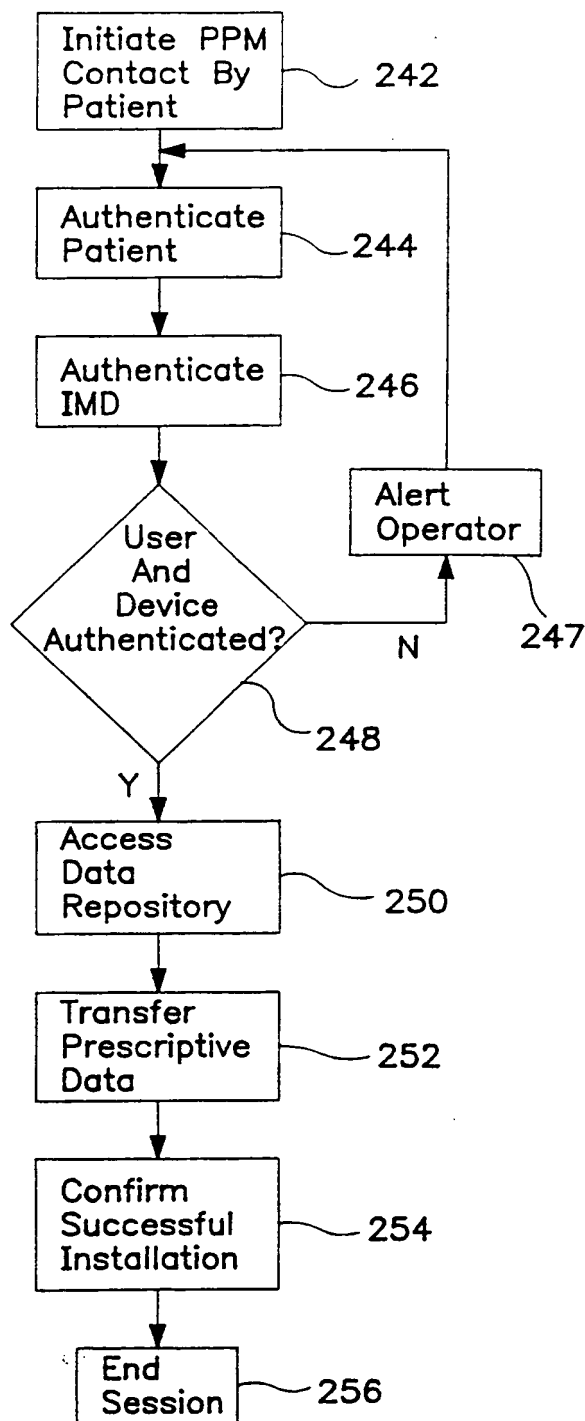 Initiate PPM
Contact By
Patient
242
Authenticate
Patient
244
Authenticate
IMD
246
Alert
Operator
247
User
And
Device
Authenticated?
N
248
Y
Access
Data
Repository
250
Transfer
Prescriptive
Data
252
Confirm
Successful
Installation
254
End
Session
256